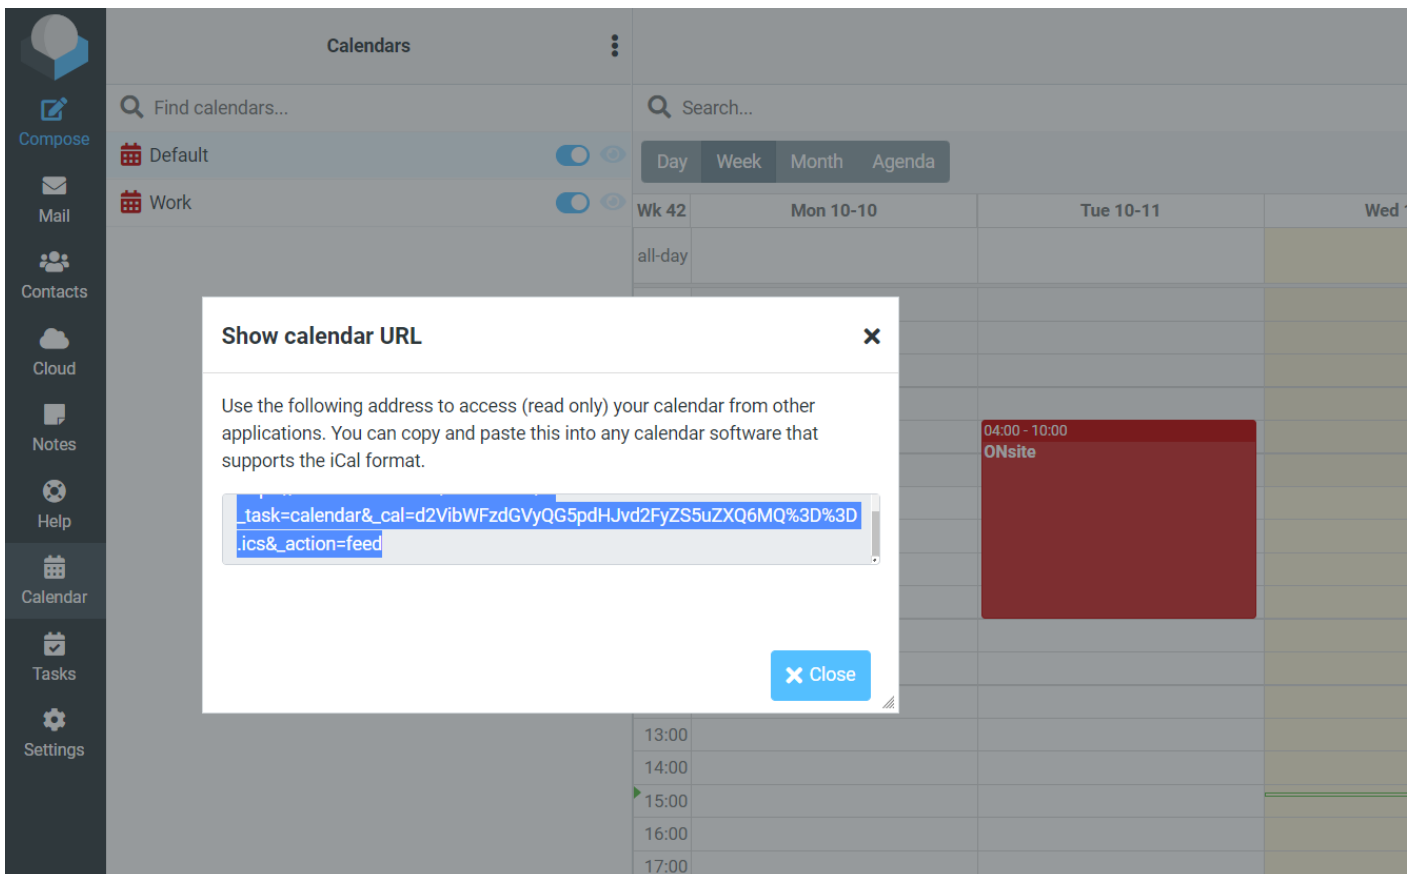 Calendars
Find calendars...
Search...
Compose
Default
Day Week Month Agenda
Mail
Work
Wk 42 Mon 10-10 Tue 10-11 Wed
all-day
Contacts
Show calendar URL
Cloud
Use the following address to access (read only) your calendar from other
applications. You can copy and paste this into any calendar software that
supports the iCal format.
04:00 - 10:00
ONsite
Notes
_task=calendar&_cal=d2VibWFzdGVyQG5pdHJvd2FyZS5uZXQ6MQ%3D%3D
.ics&_action=feed
Help
Calendar
Tasks
Close
Settings
13:00
14:00
15:00
16:00
17:00